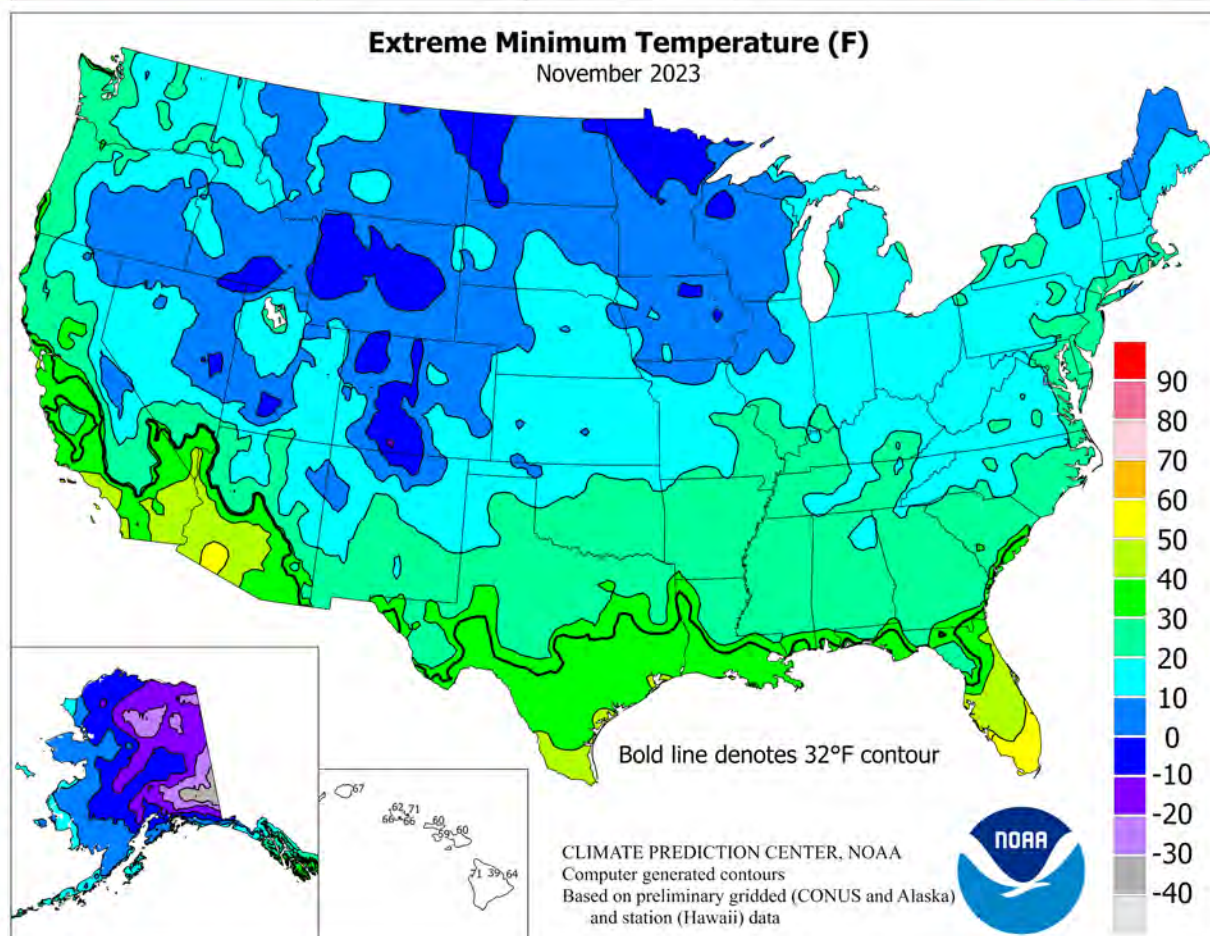 Extreme Minimum Temperature (F)
November 2023
90
80
70
60
50
40
30
20
10
0
-10
-20
-30
-40
Bold line denotes 32°F contour
67
62 71
66 66
60
59 60
71 39 64
CLIMATE PREDICTION CENTER, NOAA
Computer generated contours
Based on preliminary gridded (CONUS and Alaska)
and station (Hawaii) data
NOAA